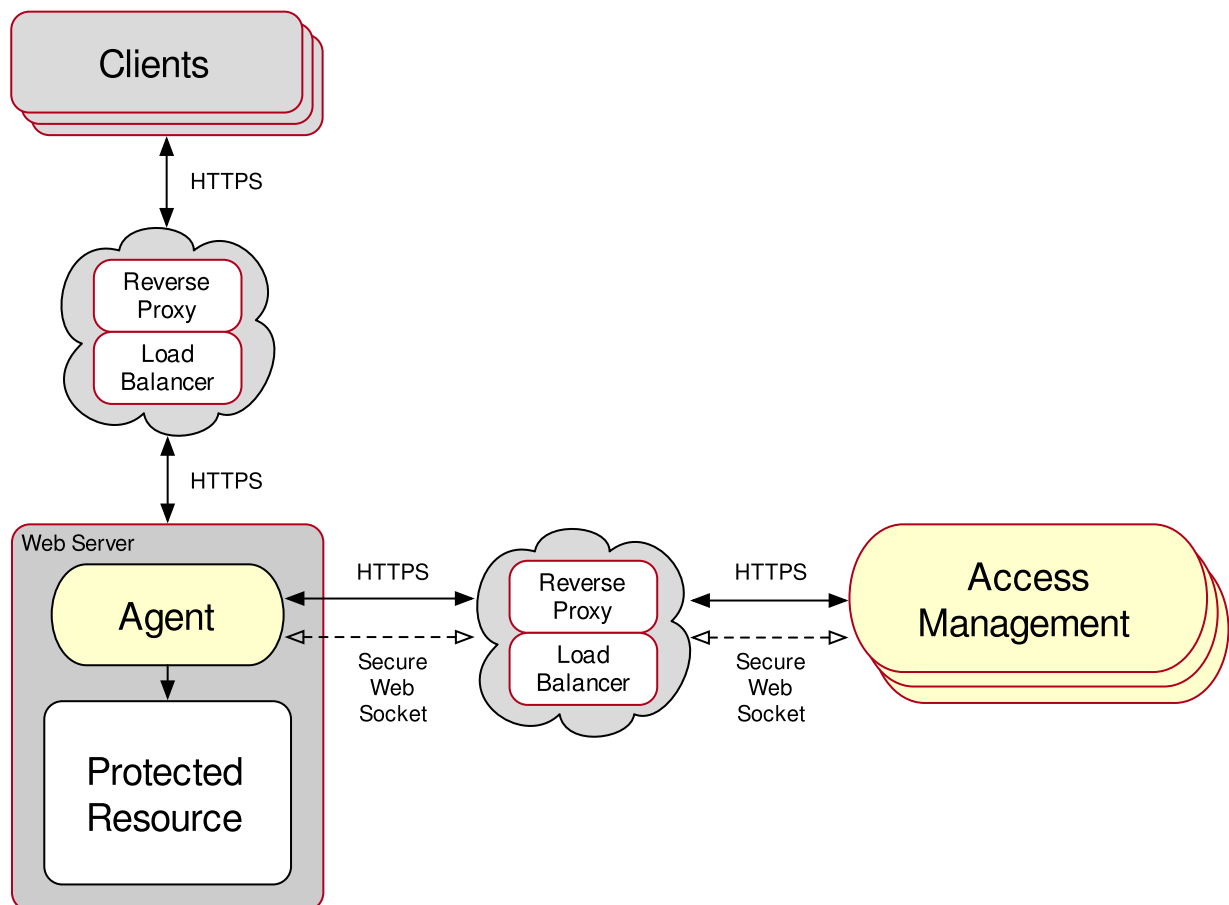 Clients
HTTPS
Reverse
Proxy
Load
Balancer
HTTPS
Web Server
Agent
HTTPS
Secure
Web
Socket
Reverse
Proxy
Load
Balancer
HTTPS
Secure
Web
Socket
Access
Management
Protected
Resource